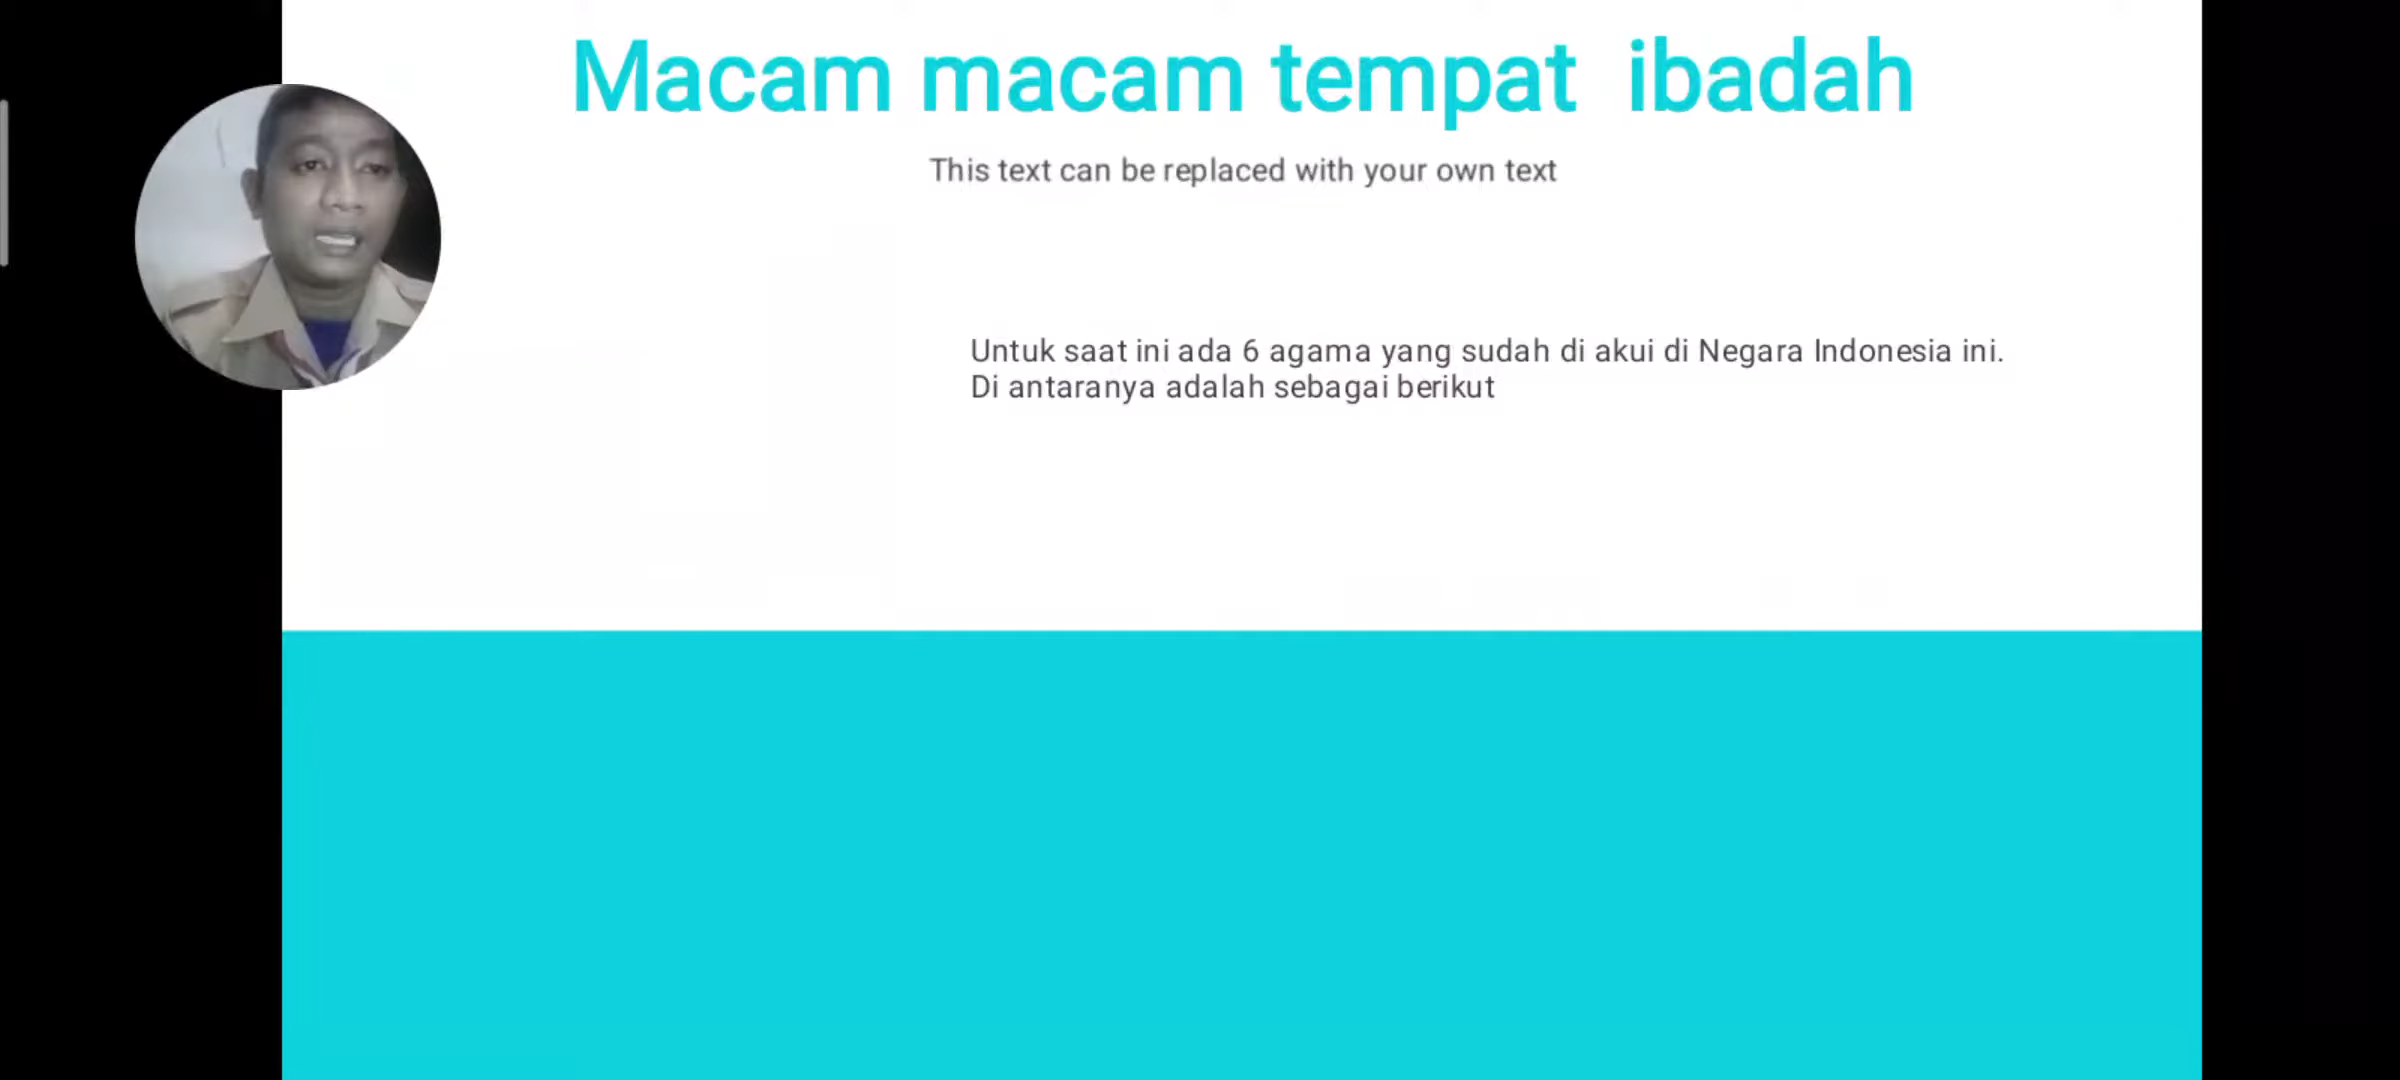 Macam macam tempat  ibadah
This text can be replaced with your own text
Untuk saat ini ada 6 agama yang sudah di akui di Negara Indonesia ini.
Di antaranya adalah sebagai berikut